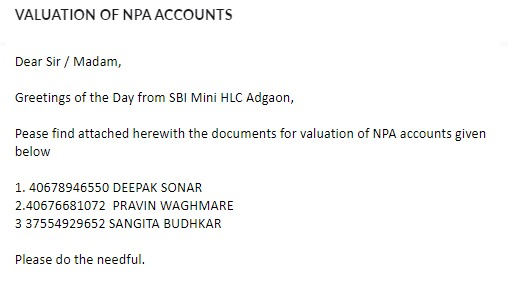 VALUATION OF NPA ACCOUNTS
Dear Sir / Madam,
Greetings of the Day from SBI Mini HLC Adgaon,
Pease find attached herewith the documents for valuation of NPA accounts given
below
1. 40678946550 DEEPAK SONAR
2.40676681072  PRAVIN WAGHMARE
3 37554929652 SANGITA BUDHKAR
Please do the needful.